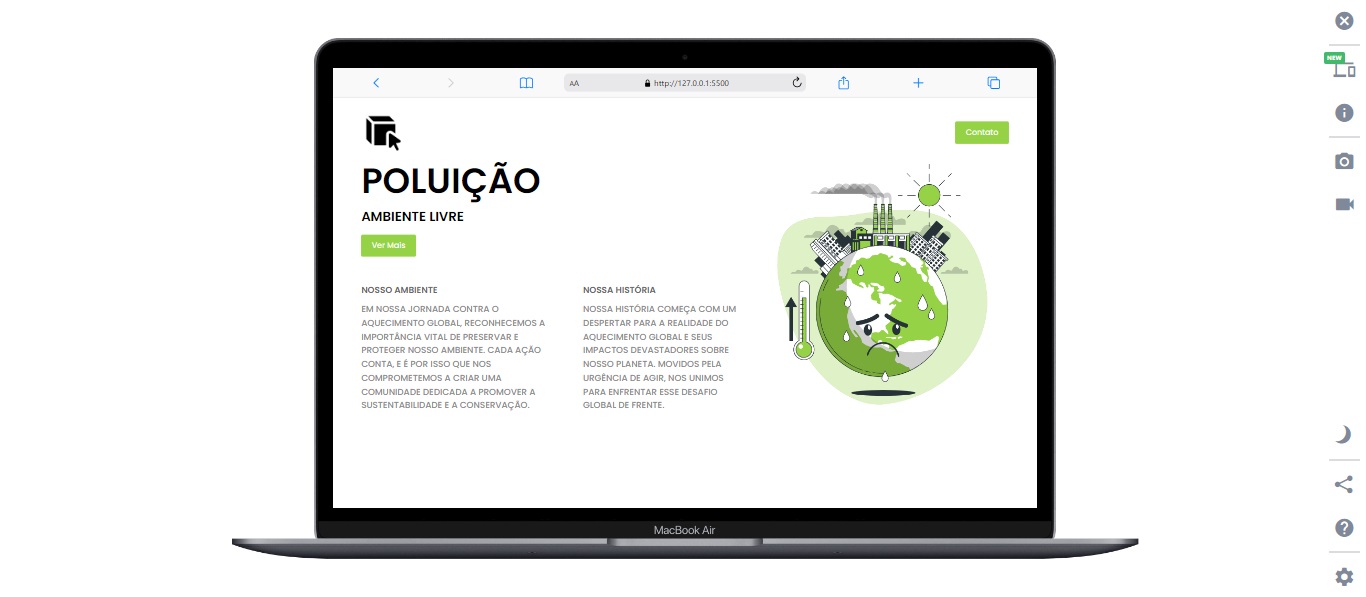 NEW
AA
http://127.0.0.1:5500
Contato
POLUIÇÃO
AMBIENTE LIVRE
Ver Mais
NOSSO AMBIENTE
EM NOSSA JORNADA CONTRA O
AQUECIMENTO GLOBAL, RECONHECEMOS A
IMPORTÂNCIA VITAL DE PRESERVAR E
PROTEGER NOSSO AMBIENTE. CADA AÇÃO
CONTA, E É POR ISSO QUE NOS
COMPROMETEMOS A CRIAR UMA
COMUNIDADE DEDICADA A PROMOVER A
SUSTENTABILIDADE E A CONSERVAÇÃO.
NOSSA HISTÓRIA
NOSSA HISTÓRIA COMEÇA COM UM
DESPERTAR PARA A REALIDADE DO
AQUECIMENTO GLOBAL E SEUS
IMPACTOS DEVASTADORES SOBRE
NOSSO PLANETA. MOVIDOS PELA
URGÊNCIA DE AGIR, NOS UNIMOS
PARA ENFRENTAR ESSE DESAFIO
GLOBAL DE FRENTE.
MacBook Air